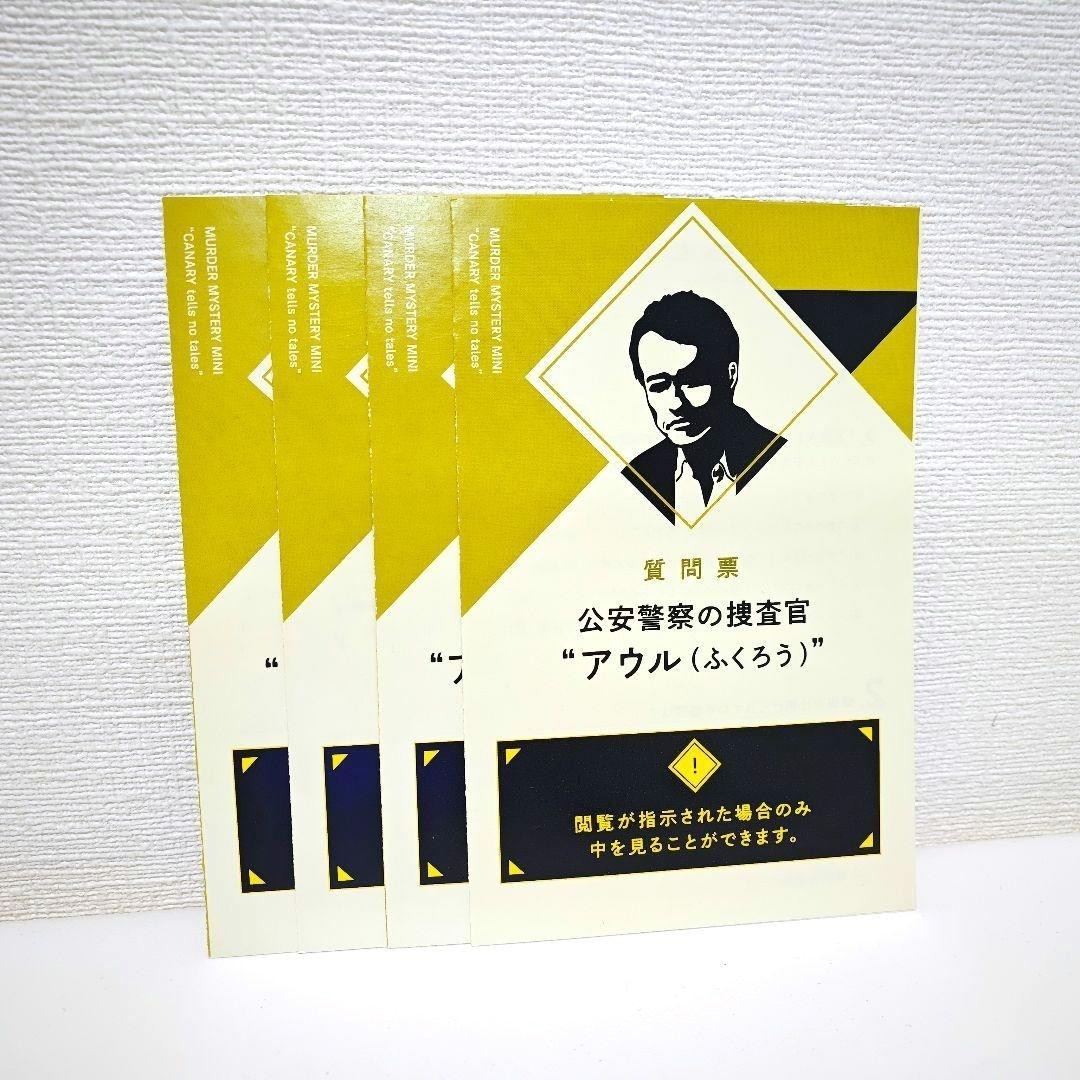 MURDER MYSTERY MINI
“CANARY tells no tales”
MURDER MYSTERY MINI
“CANARY tells no tales”
MURDER MYSTERY MINI
“CANARY tells no tales”
MURDER MYSTERY MINI
“CANARY tells no tales”
質問票
公安警察の捜査官
“アウル（ふくろう）”
“
“
!
閲覧が指示された場合のみ
中を見ることができます。